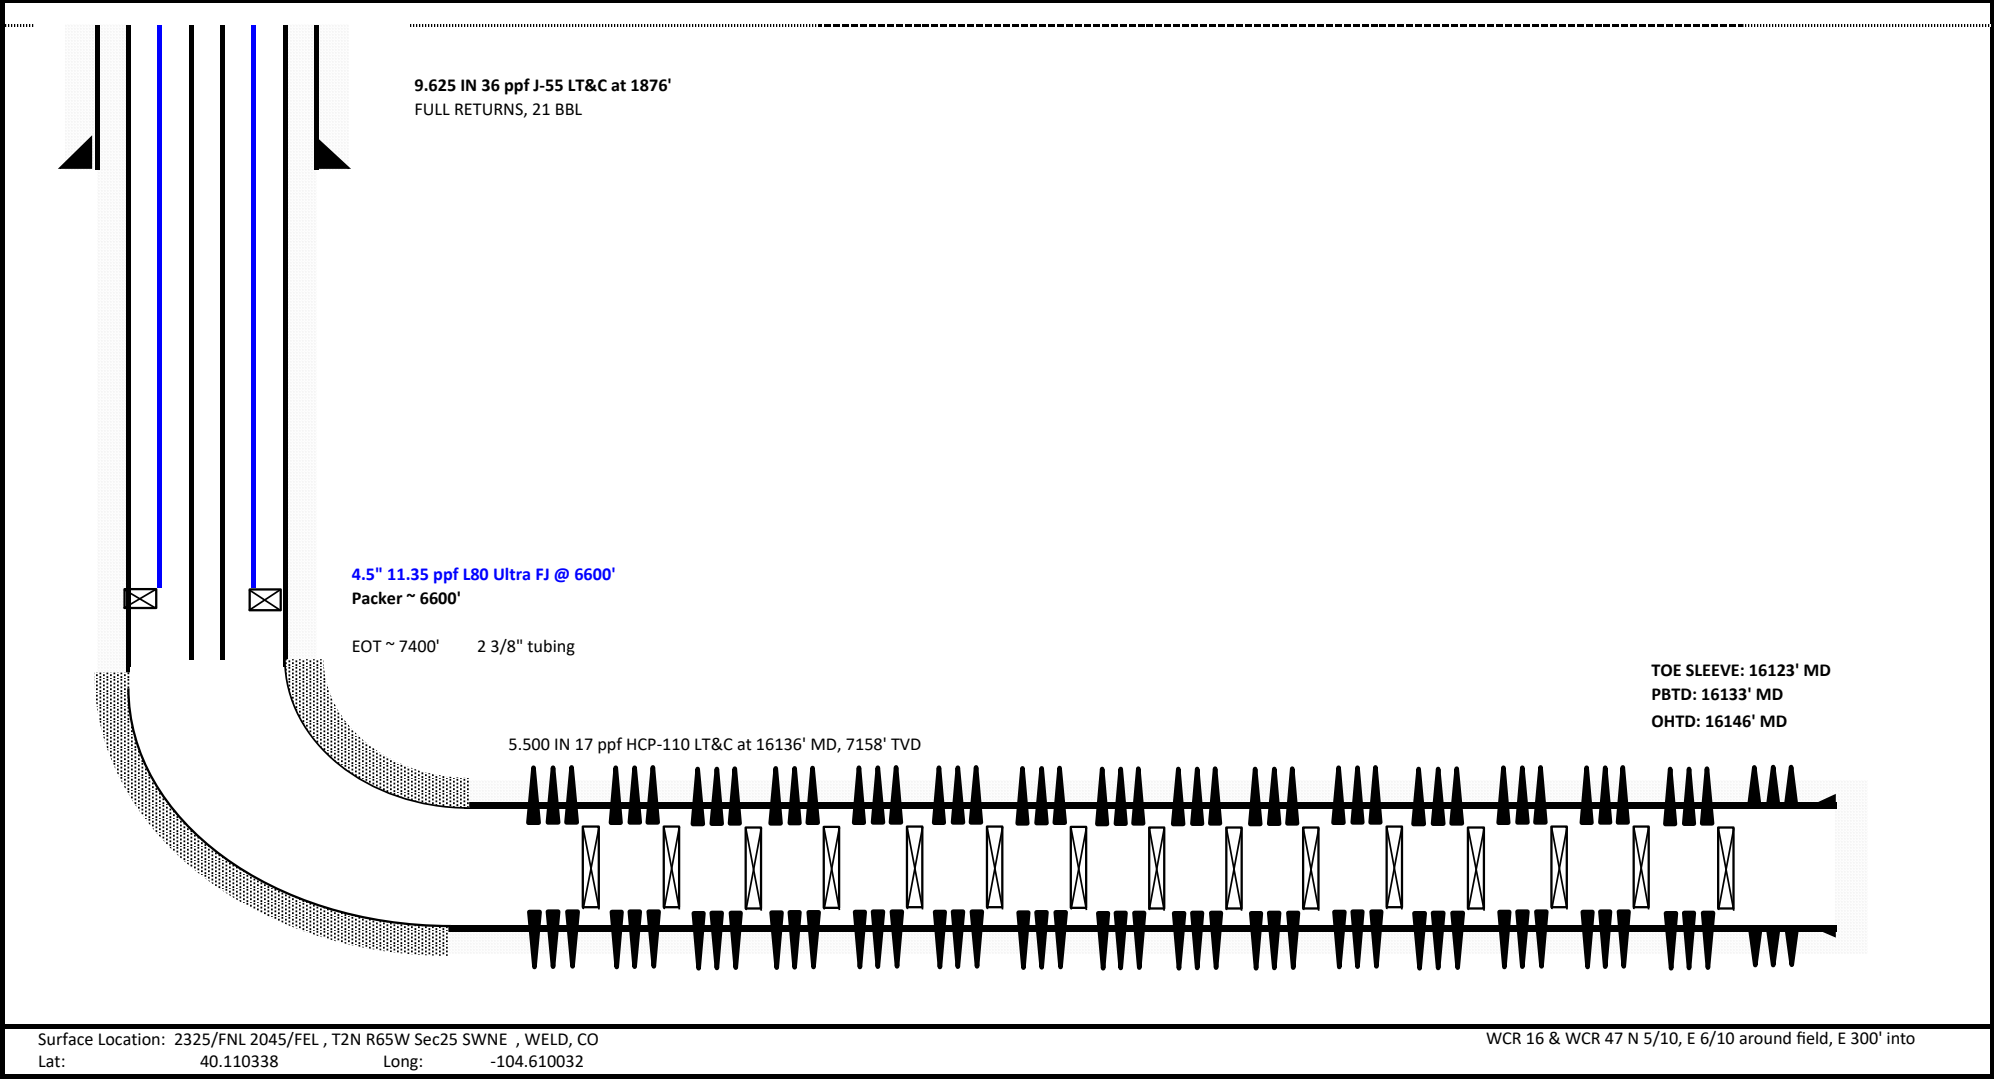 9.625 IN 36 ppf J-55 LT&C at 1876'
FULL RETURNS, 21 BBL
4.5" 11.35 ppf L80 Ultra FJ @ 6600'
Packer ~ 6600'
EOT ~ 7400' 2 3/8" tubing
TOE SLEEVE: 16123' MD
PBTD: 16133' MD
OHTD: 16146' MD
5.500 IN 17 ppf HCP-110 LT&C at 16136' MD, 7158' TVD
Surface Location: 2325/FNL 2045/FEL , T2N R65W Sec25 SWNE , WELD, CO
WCR 16 & WCR 47 N 5/10, E 6/10 around field, E 300' into
Lat: 40.110338 Long: -104.610032